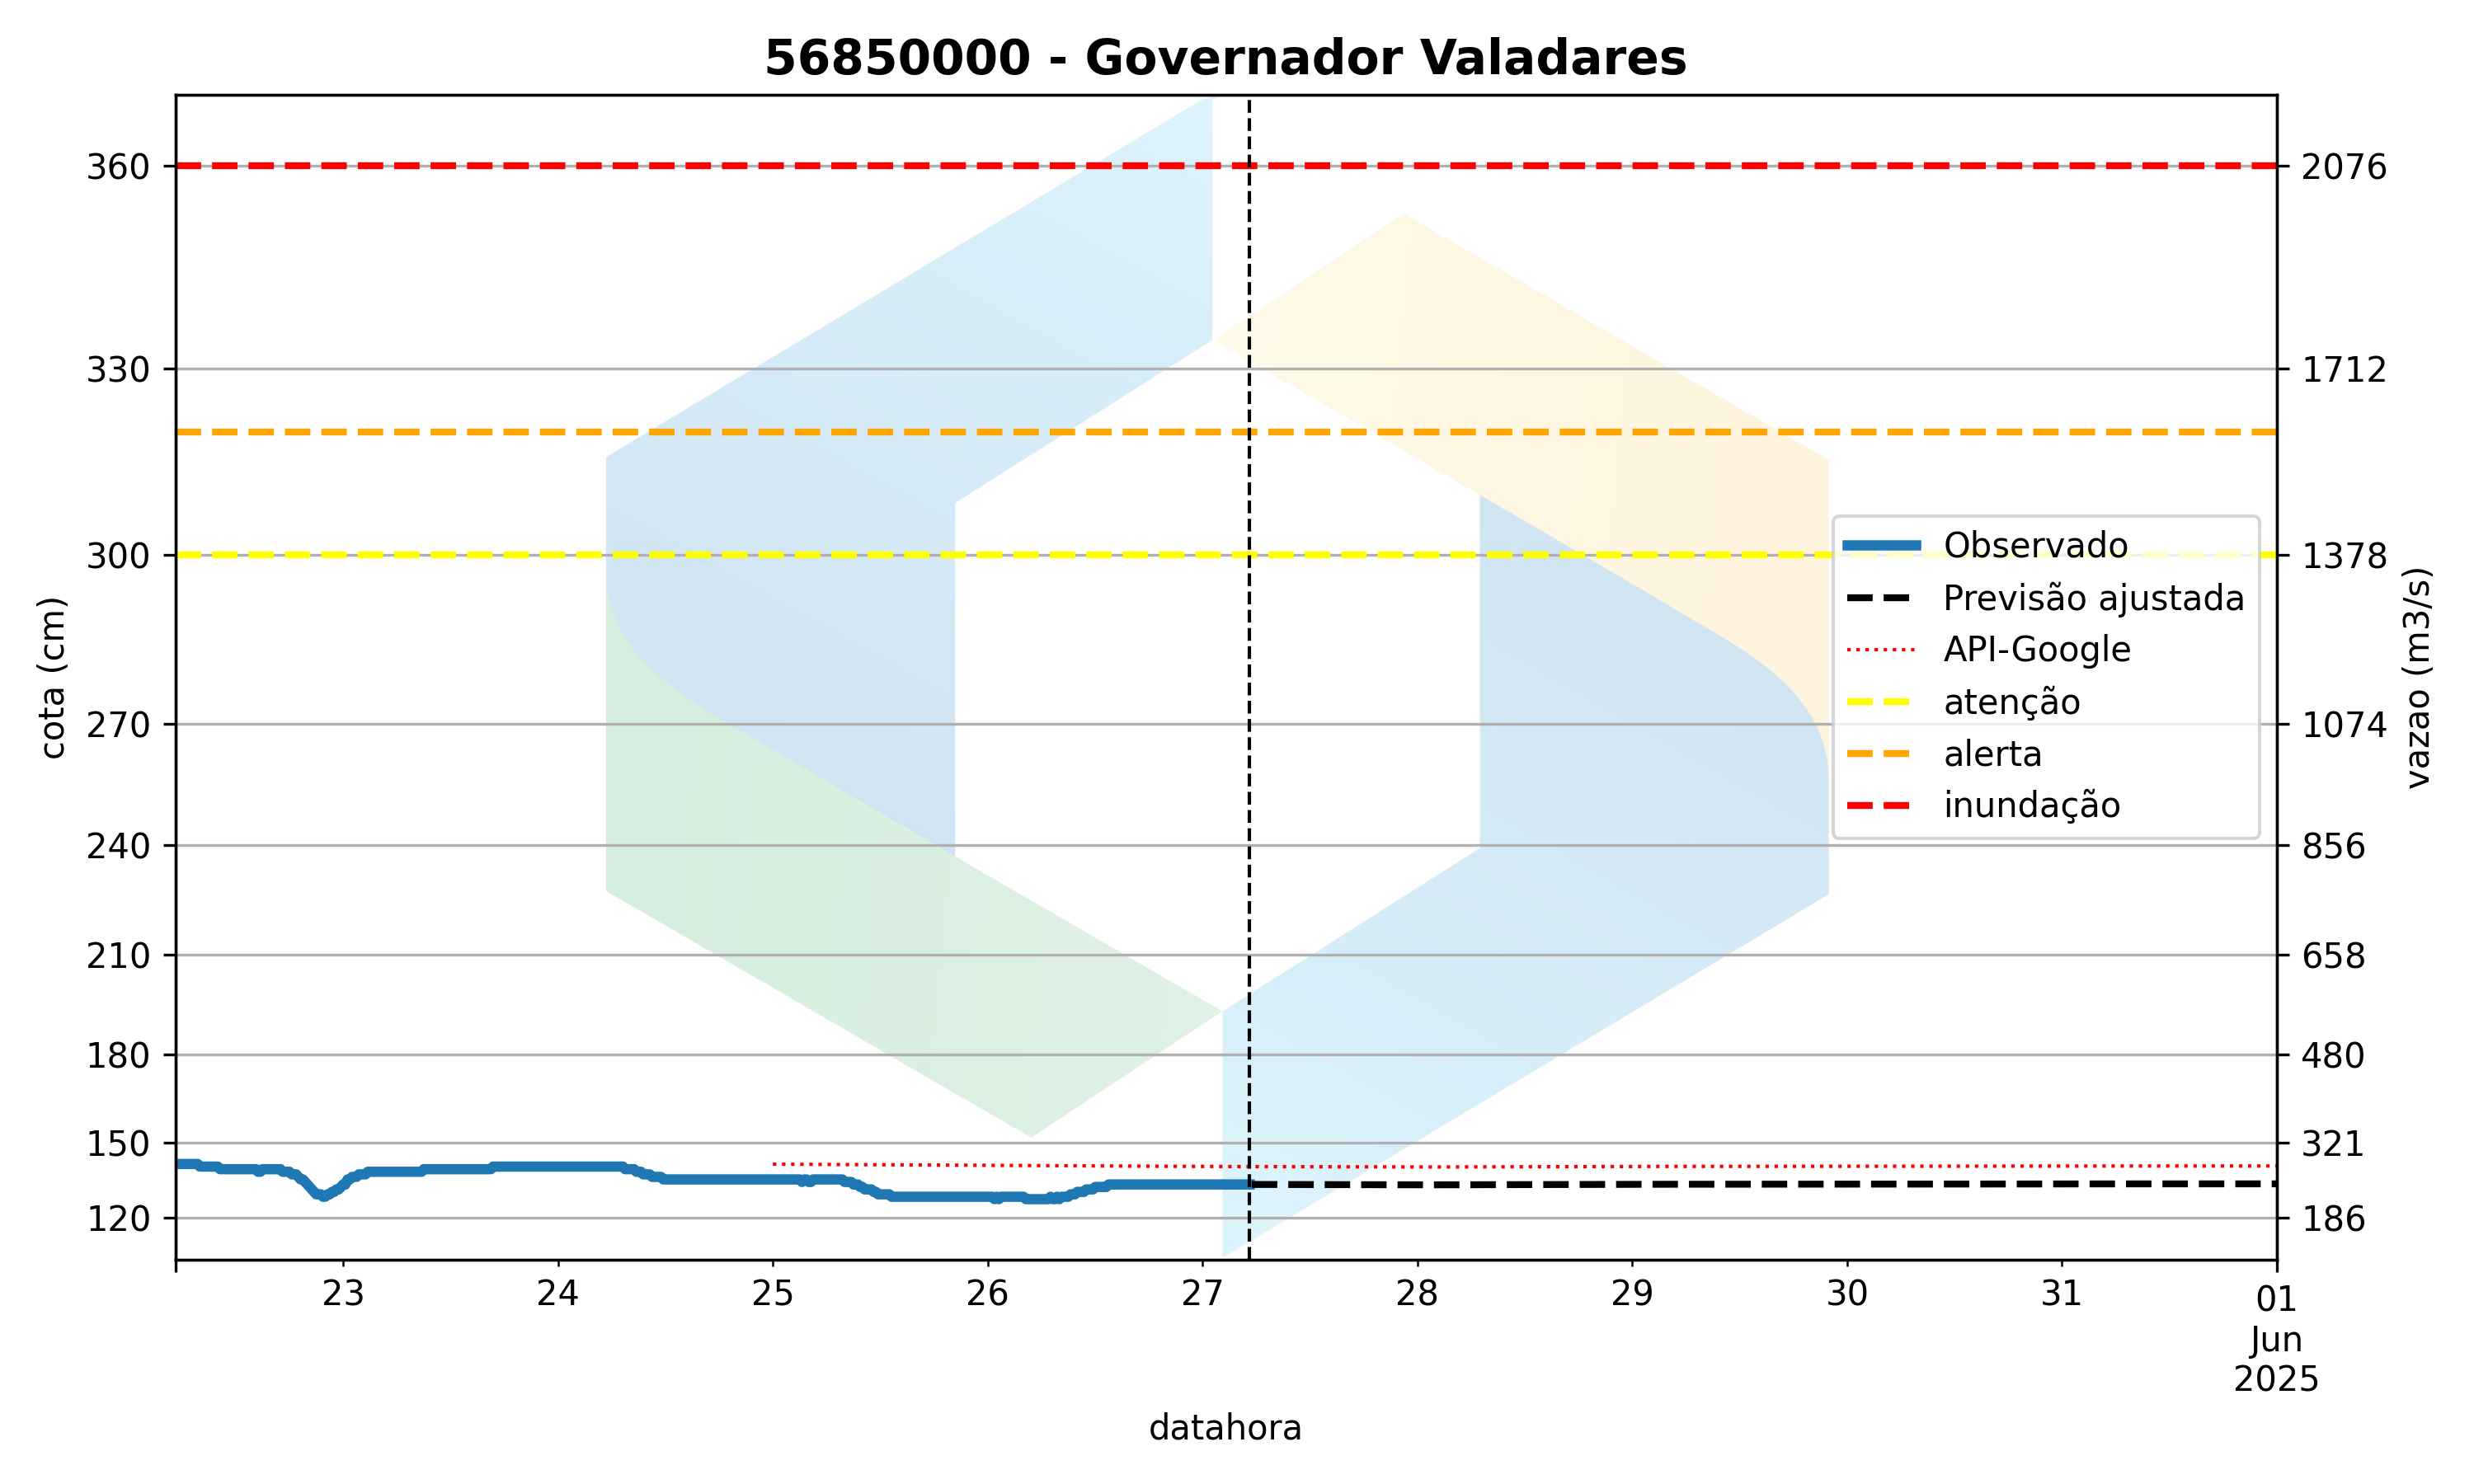 56850000 - Governador Valadares
cota (cm)
360
330
300
270
240
210
180
150
120
2076
1712
1378
1074
856
658
480
321
186
vazao (m3/s)
Observado
Previsão ajustada
API-Google
atenção
alerta
inundação
23 24 25 26 27 28 29 30 31 01
Jun
2025
datahora